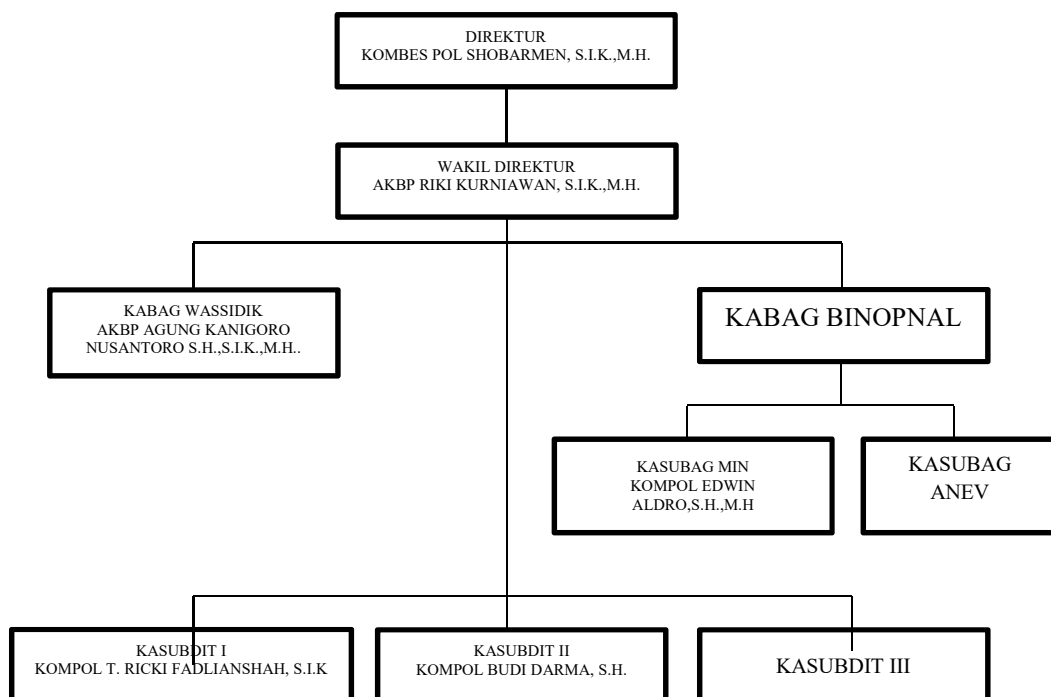 DIREKTUR
KOMBES POL SHOBARMEN, S.I.K.,M.H.
WAKIL DIREKTUR
AKBP RIKI KURNIAWAN, S.I.K.,M.H.
KABAG WASSIDIK
AKBP AGUNG KANIGORO
NUSANTORO S.H.,S.I.K.,M.H..
KABAG BINOPNAL
KASUBAG MIN
KOMPOL EDWIN
ALDRO,S.H.,M.H
KASUBAG
ANEV
KASUBDIT I
KOMPOL T. RICKI FADLIANSHAH, S.I.K
KASUBDIT II
KOMPOL BUDI DARMA, S.H.
KASUBDIT III